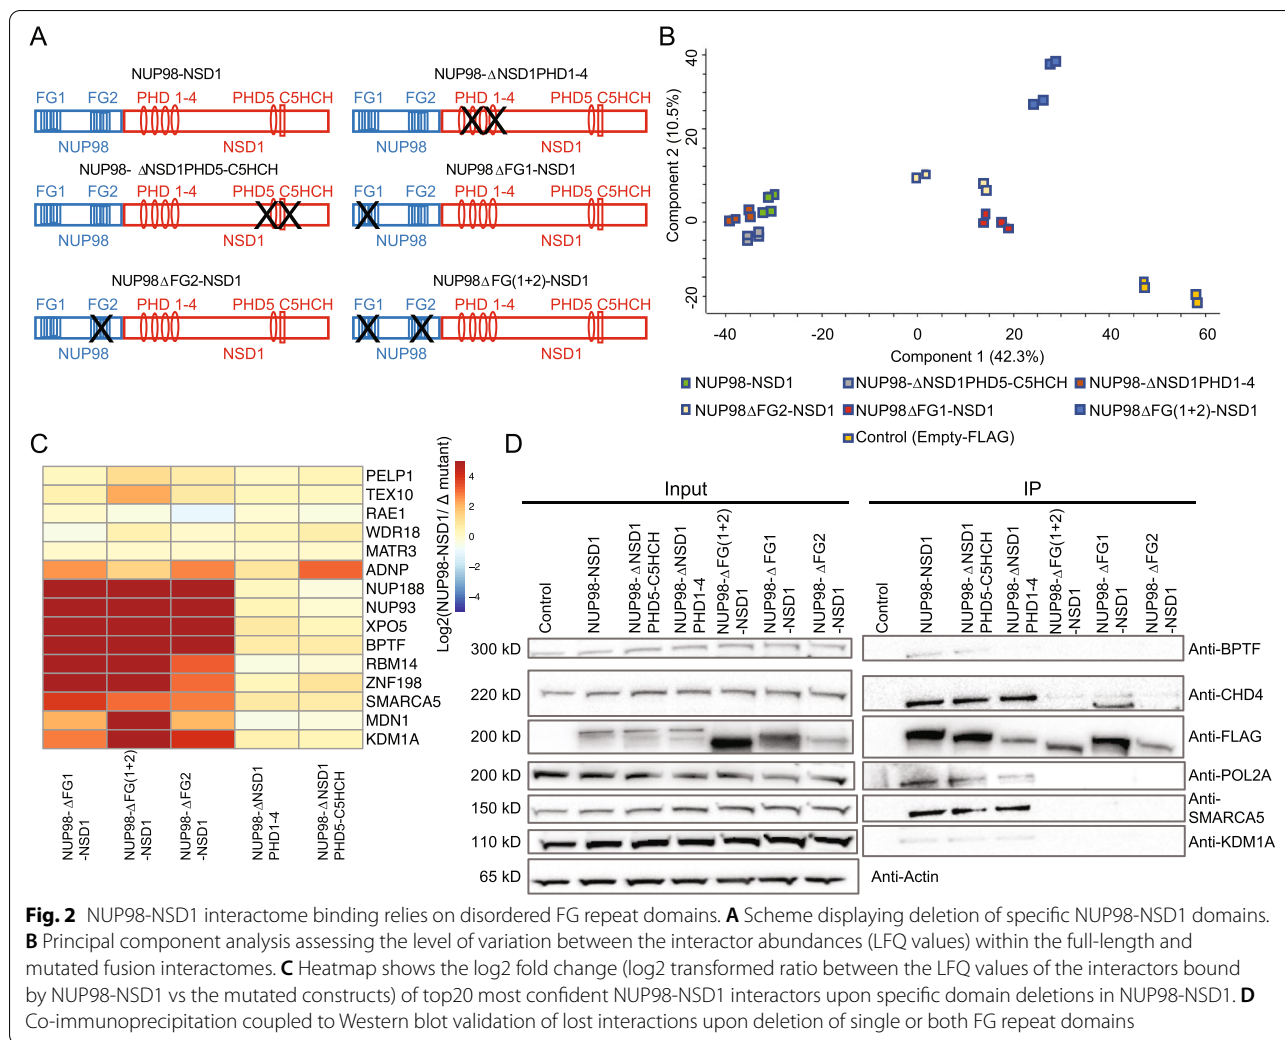 A
NUP98-NSD1
FG1 FG2 PHD 1-4 PHD5 C5HCH
NUP98 NSD1
NUP98-ΔNSD1PHD1-4
FG1 FG2 PHD 1-4 PHD5 C5HCH
NUP98 NSD1
NUP98- ΔNSD1PHD5-C5HCH
FG1 FG2 PHD 1-4 PHD5 C5HCH
NUP98 NSD1
NUP98ΔFG1-NSD1
FG1 FG2 PHD 1-4 PHD5 C5HCH
NUP98 NSD1
NUP98ΔFG2-NSD1
FG1 FG2 PHD 1-4 PHD5 C5HCH
NUP98 NSD1
NUP98ΔFG(1+2)-NSD1
FG1 FG2 PHD 1-4 PHD5 C5HCH
NUP98 NSD1
B
Component 2 (10.5%)
40
20
0
-20
-40 -20 0 20 40 60
Component 1 (42.3%)
NUP98-NSD1 NUP98-ΔNSD1PHD5-C5HCH NUP98-ΔNSD1PHD1-4
NUP98ΔFG2-NSD1 NUP98ΔFG1-NSD1 NUP98ΔFG(1+2)-NSD1
Control (Empty-FLAG)
C
PELP1
TEX10
RAE1
WDR18
MATR3
ADNP
NUP188
NUP93
XPO5
BPTF
RBM14
ZNF198
SMARCA5
MDN1
KDM1A
NUP98-ΔFG1
-NSD1
NUP98-ΔFG(1+2)
-NSD1
NUP98-ΔFG2
-NSD1
NUP98-ΔNSD1
PHD1-4
NUP98-ΔNSD1
PHD5-C5HCH
Log2(NUP98-NSD1/ Δ mutant)
4
2
0
−2
−4
D
Input
Control
NUP98-NSD1
NUP98-ΔNSD1
PHD5-C5HCH
NUP98-ΔNSD1
PHD1-4
NUP98-ΔFG(1+2)
-NSD1
NUP98-ΔFG1
-NSD1
NUP98-ΔFG2
-NSD1
IP
Control
NUP98-NSD1
NUP98-ΔNSD1
PHD5-C5HCH
NUP98-ΔNSD1
PHD1-4
NUP98-ΔFG(1+2)
-NSD1
NUP98-ΔFG1
-NSD1
NUP98-ΔFG2
-NSD1
300 kD Anti-BPTF
220 kD Anti-CHD4
200 kD Anti-FLAG
200 kD Anti-POL2A
150 kD Anti-
SMARCA5
110 kD Anti-KDM1A
65 kD Anti-Actin
Fig. 2 NUP98-NSD1 interactome binding relies on disordered FG repeat domains. A Scheme displaying deletion of specific NUP98-NSD1 domains.
B Principal component analysis assessing the level of variation between the interactor abundances (LFQ values) within the full-length and
mutated fusion interactomes. C Heatmap shows the log2 fold change (log2 transformed ratio between the LFQ values of the interactors bound
by NUP98-NSD1 vs the mutated constructs) of top20 most confident NUP98-NSD1 interactors upon specific domain deletions in NUP98-NSD1. D
Co-immunoprecipitation coupled to Western blot validation of lost interactions upon deletion of single or both FG repeat domains